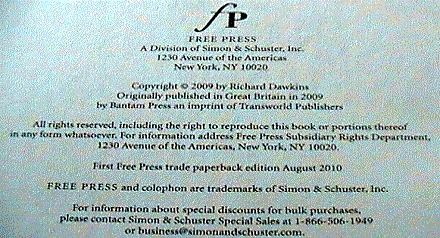 fP
FREE PRESS
A Division of Simon & Schuster, Inc.
1230 Avenue of the Americas
New York, NY 10020
Copyright © 2009 by Richard Dawkins
Originally published in Great Britain in 2009
by Bantam Press an imprint of Transworld Publishers
All rights reserved, including the right to reproduce this book or portions thereof
in any form whatsoever. For information address Free Press Subsidiary Rights Department,
1230 Avenue of the Americas, New York, NY 10020.
First Free Press trade paperback edition August 2010
FREE PRESS and colophon are trademarks of Simon & Schuster, Inc.
For information about special discounts for bulk purchases,
please contact Simon & Schuster Special Sales at 1-866-506-1949
or business@simonandschuster.com.